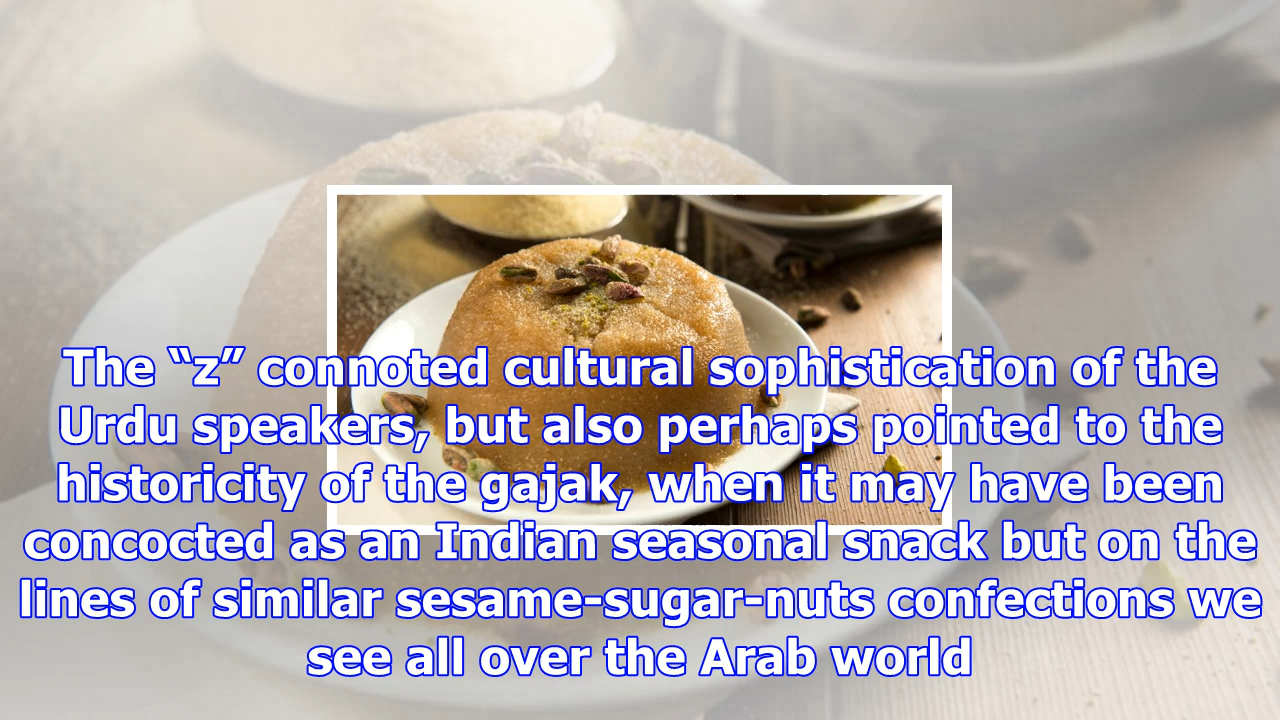 The “z” connoted cultural sophistication of the
Urdu speakers, but also perhaps pointed to the
historicity of the gajak, when it may have been
concocted as an Indian seasonal snack but on the
lines of similar sesame-sugar-nuts confections we
see all over the Arab world